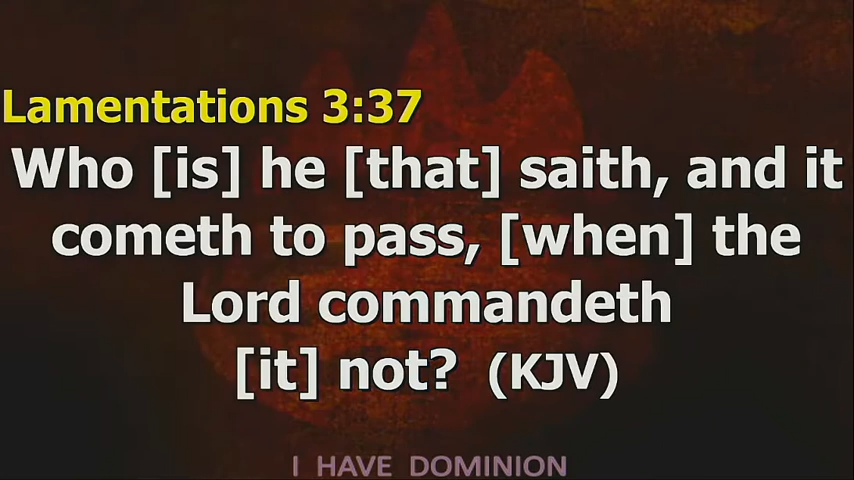 Lamentations 3:37
Who [is] he [that] saith, and it
cometh to pass, [when] the
Lord commandeth
[it] not? (KJV)
I HAVE DOMINION